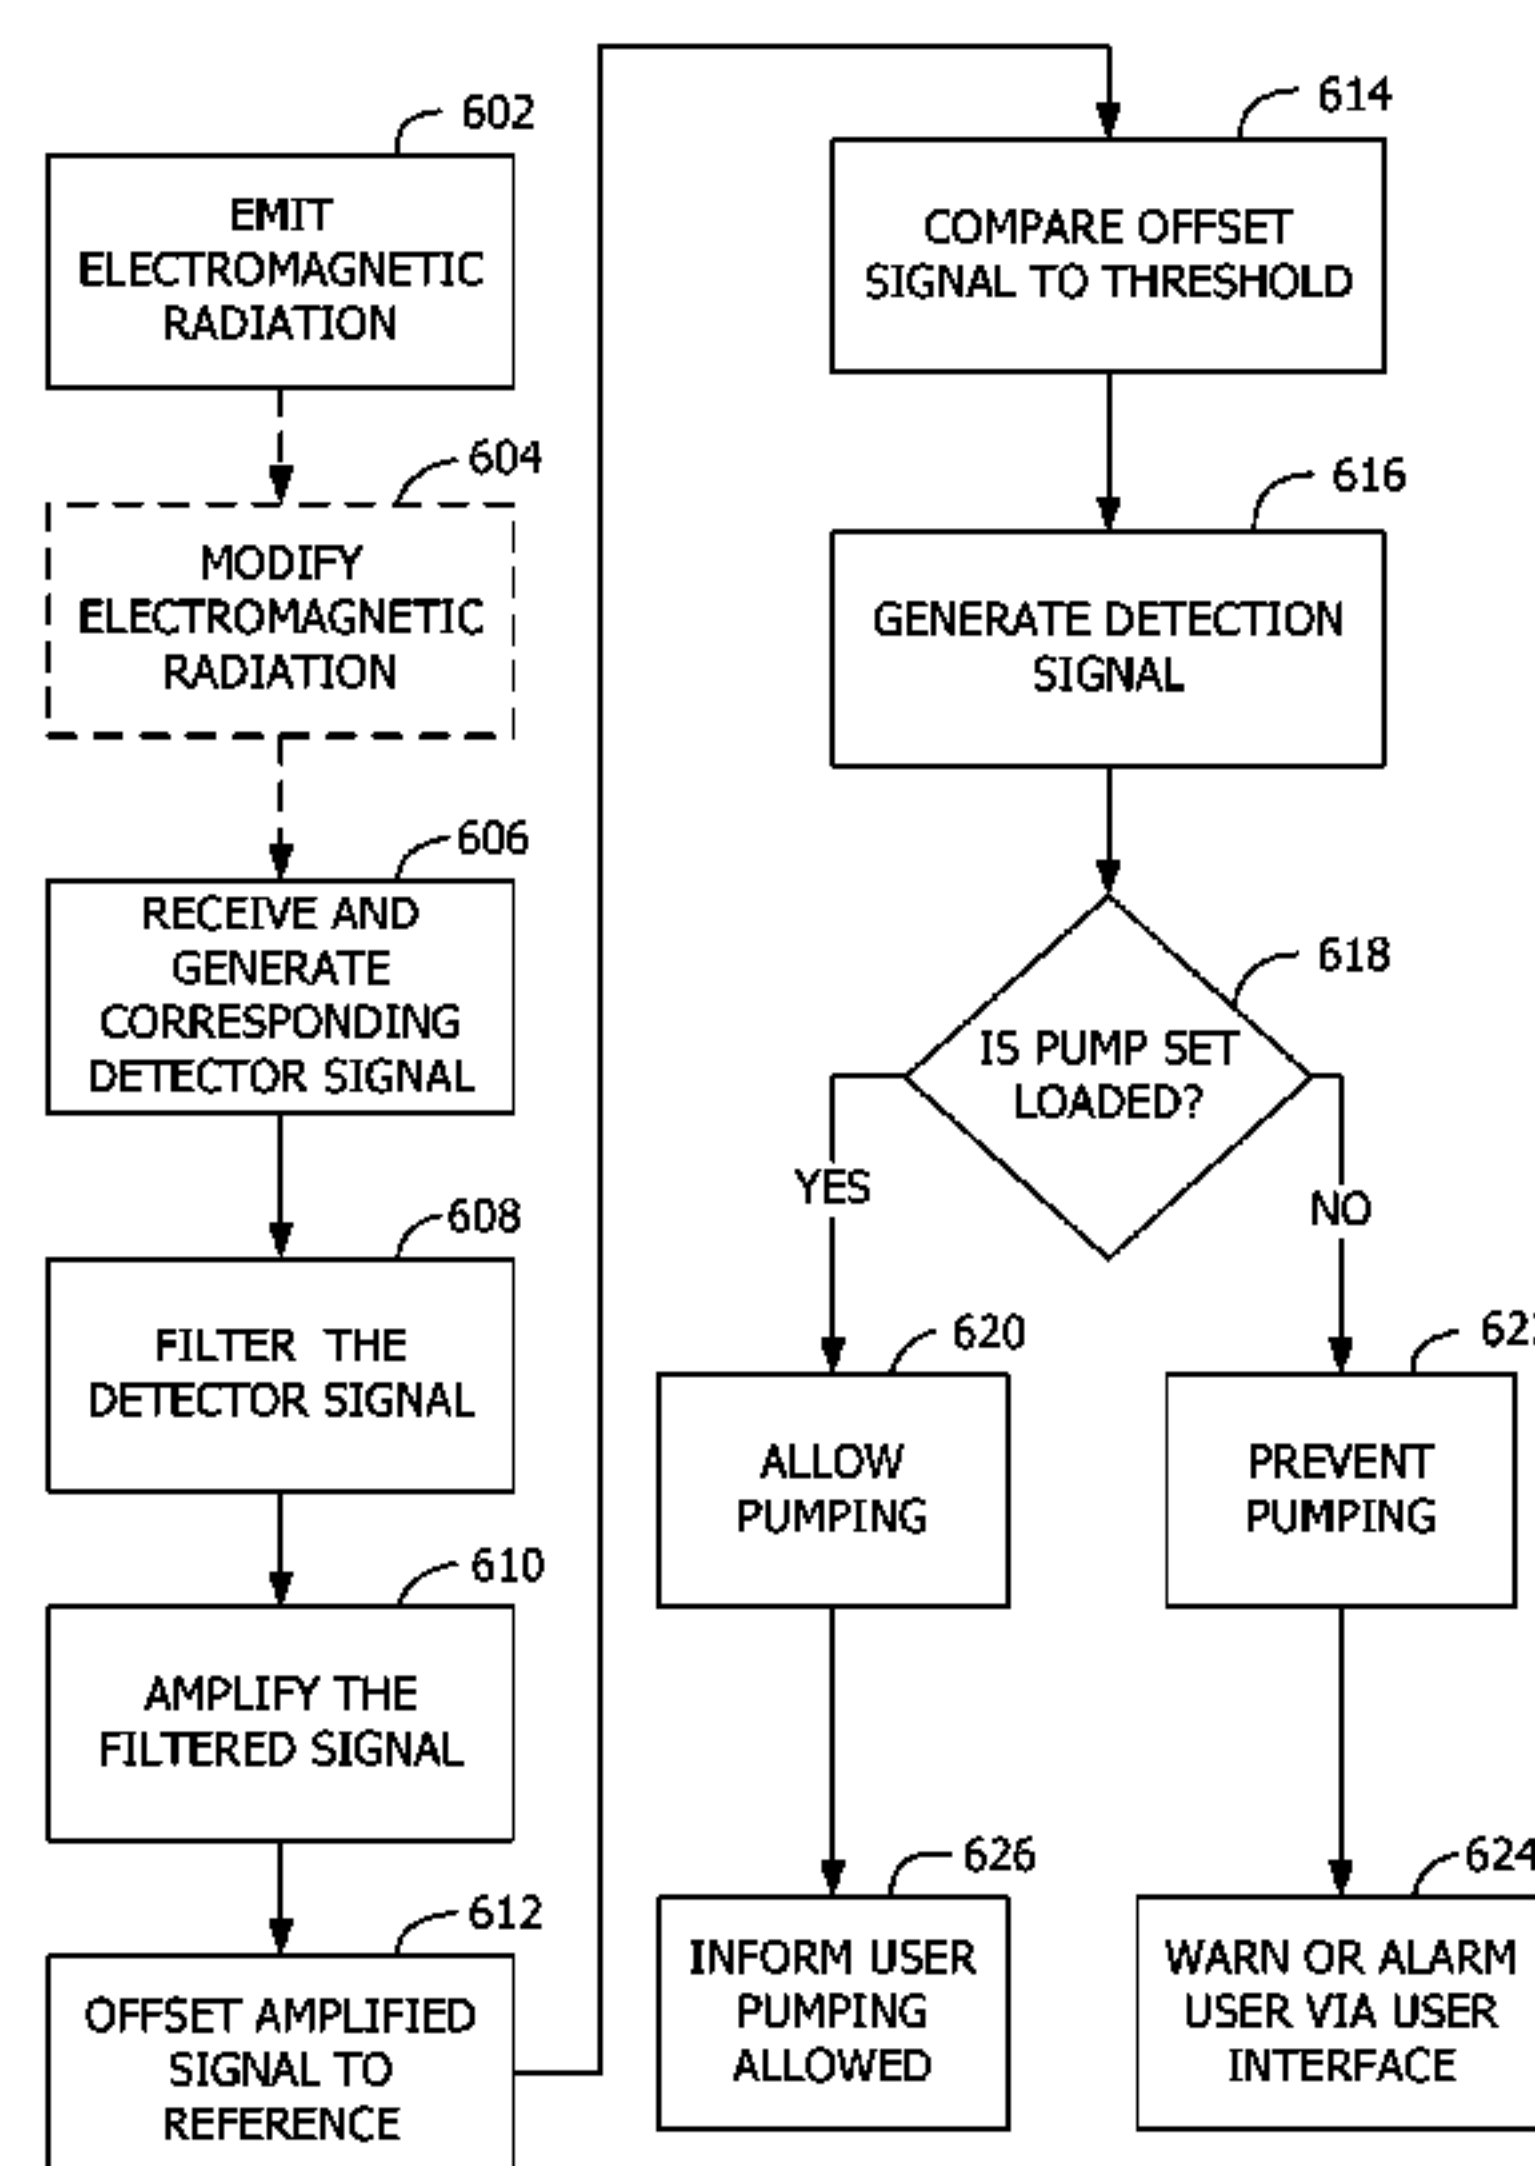 602
EMIT
ELECTROMAGNETIC
RADIATION
604
MODIFY
ELECTROMAGNETIC
RADIATION
606
RECEIVE AND
GENERATE
CORRESPONDING
DETECTOR SIGNAL
608
FILTER THE
DETECTOR SIGNAL
610
AMPLIFY THE
FILTERED SIGNAL
612
OFFSET AMPLIFIED
SIGNAL TO
REFERENCE
614
COMPARE OFFSET
SIGNAL TO THRESHOLD
616
GENERATE DETECTION
SIGNAL
618
IS PUMP SET
LOADED?
YES
NO
620
ALLOW
PUMPING
PREVENT
PUMPING
626
INFORM USER
PUMPING
ALLOWED
624
WARN OR ALARM
USER VIA USER
INTERFACE